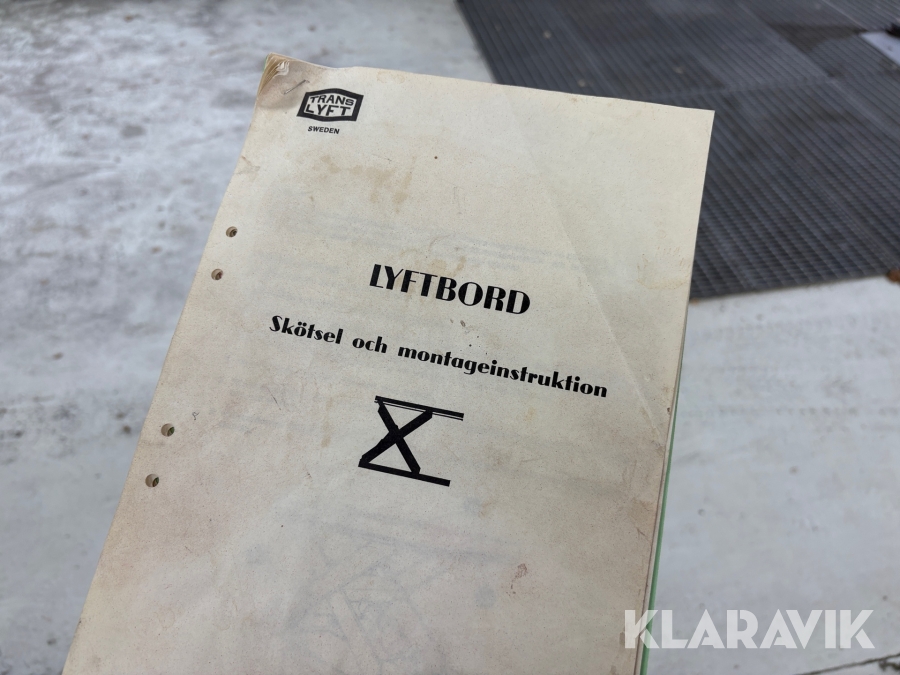 TRANS
LYFT
SWEDEN
LYFTBORD
Skötsel och montageinstruktion
KLARAVIK